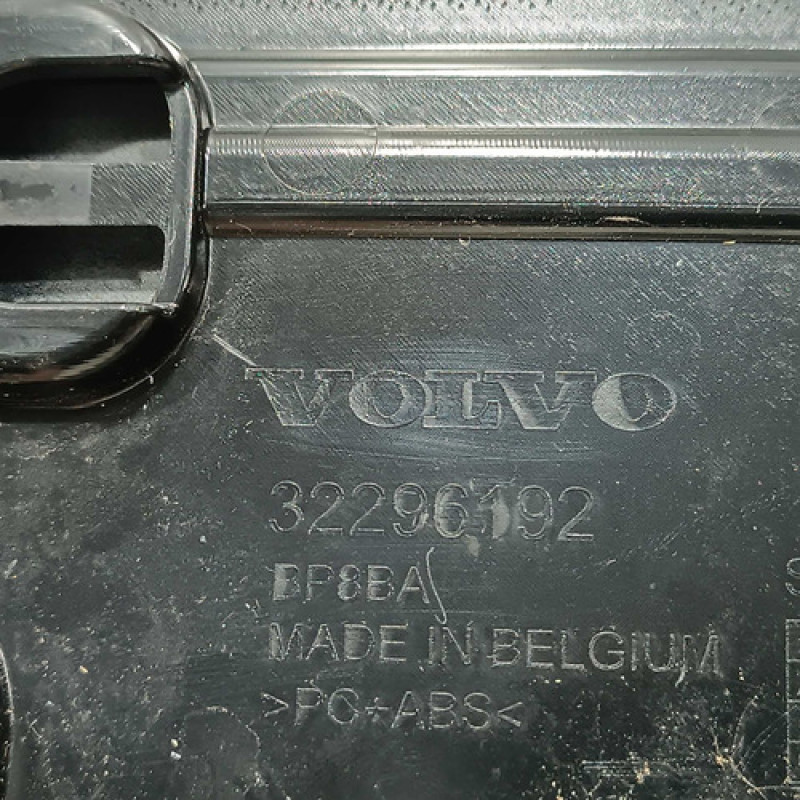 VOLVO
32296192
BP8BA
MADE IN BELGIUM
>PC+ABS<